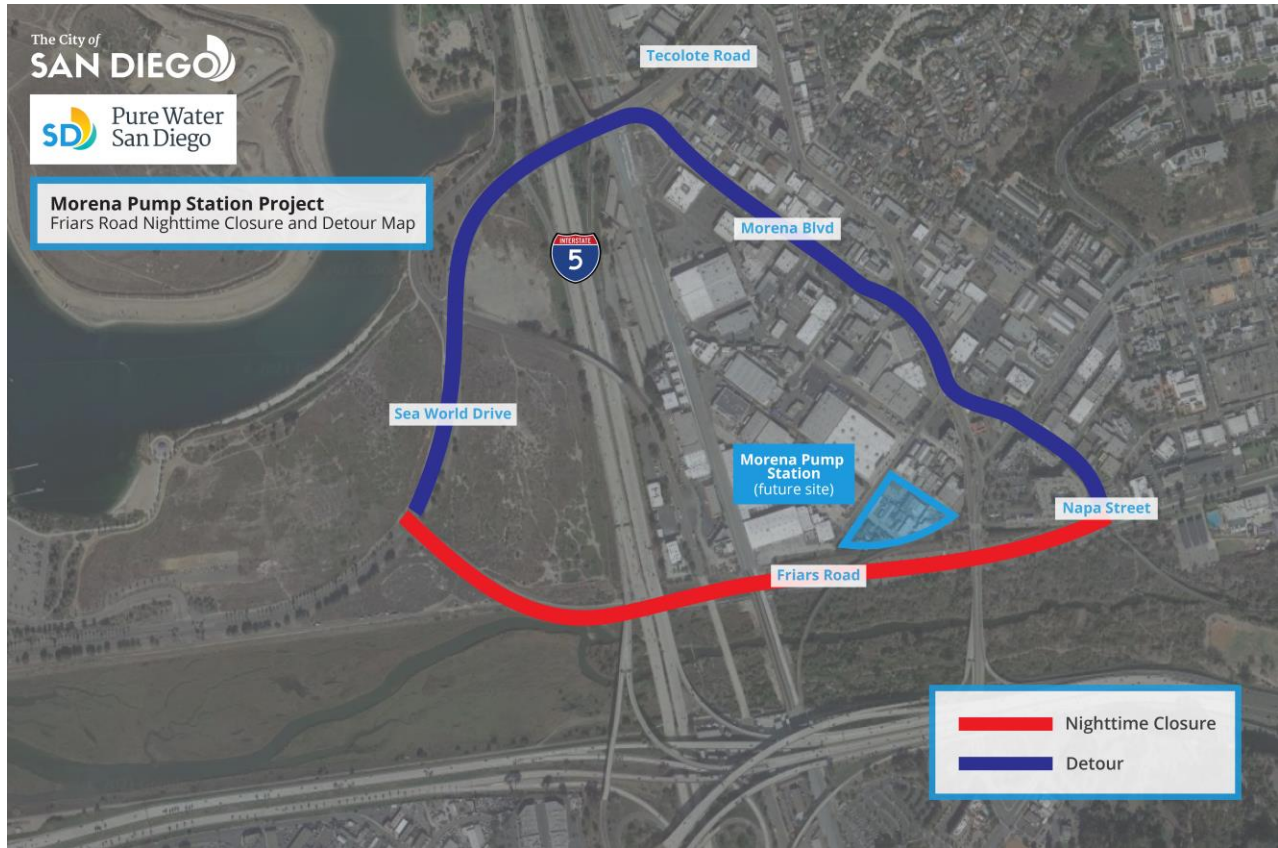 The City of
SAN DIEGO
SD
Pure Water
San Diego
Morena Pump Station Project
Friars Road Nighttime Closure and Detour Map
Tecolote Road
Morena Blvd
INTERSTATE
5
Sea World Drive
Morena Pump
Station
(future site)
Napa Street
Friars Road
Nighttime Closure
Detour